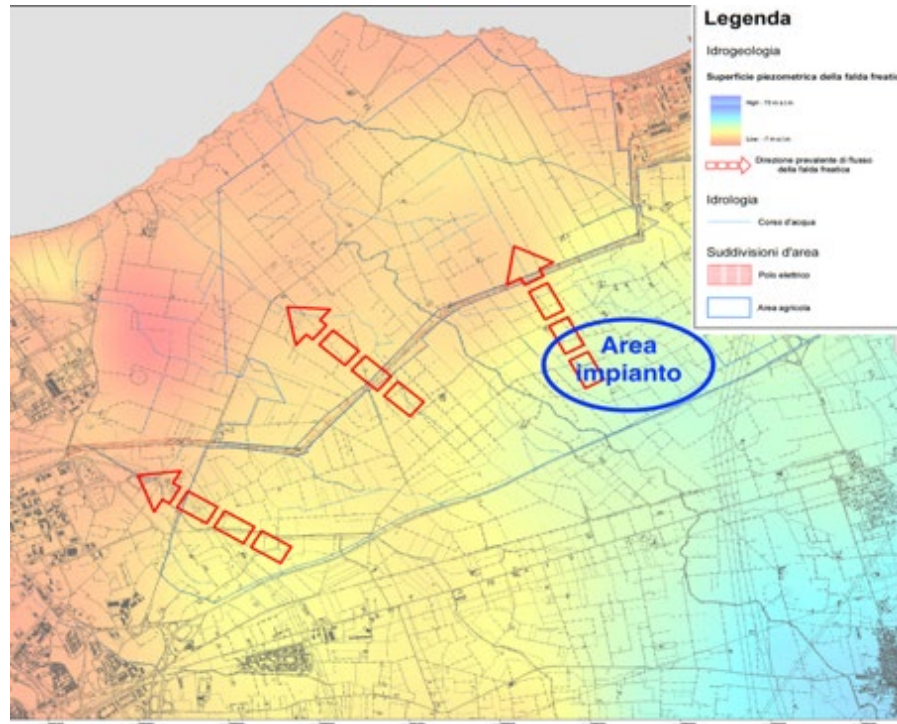 Legenda
Idrogeologia
Superficie piezometrica della falda freatic
Direzione prevalente di flusso
della falda freatica
Idrologia
Corso d'acqua
Suddivisioni d'area
Polo elettrico
Area agricola
Area
impianto